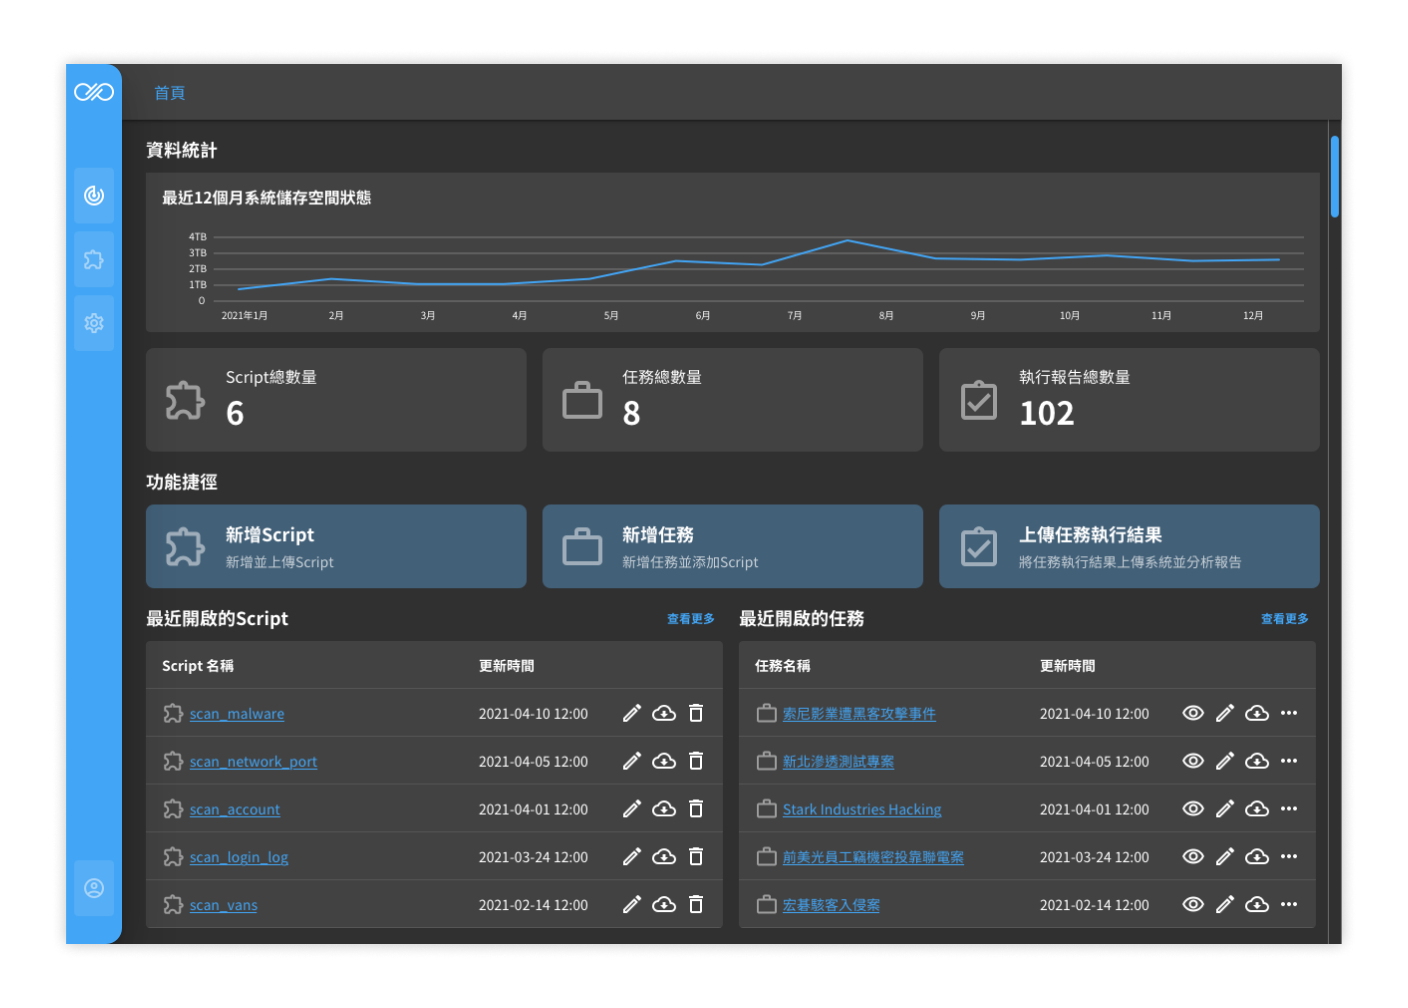 首頁
資料統計
最近12個月系統儲存空間狀態
4TB
3TB
2TB
1TB
0
2021年1月 2月 3月 4月 5月 6月 7月 8月 9月 10月 11月 12月
Script總數量
6
任務總數量
8
執行報告總數量
102
功能捷徑
新增Script
新增並上傳Script
新增任務
新增任務並添加Script
上傳任務執行結果
將任務執行結果上傳系統並分析報告
最近開啟的Script 查看更多
Script 名稱 更新時間
scan_malware 2021-04-10 12:00
scan_network_port 2021-04-05 12:00
scan_account 2021-04-01 12:00
scan_login_log 2021-03-24 12:00
scan_vans 2021-02-14 12:00
最近開啟的任務 查看更多
任務名稱 更新時間
索尼影業遭黑客攻擊事件 2021-04-10 12:00
新北滲透測試專案 2021-04-05 12:00
Stark Industries Hacking 2021-04-01 12:00
前美光員工竊機密投靠聯電案 2021-03-24 12:00
宏碁駭客入侵案 2021-02-14 12:00